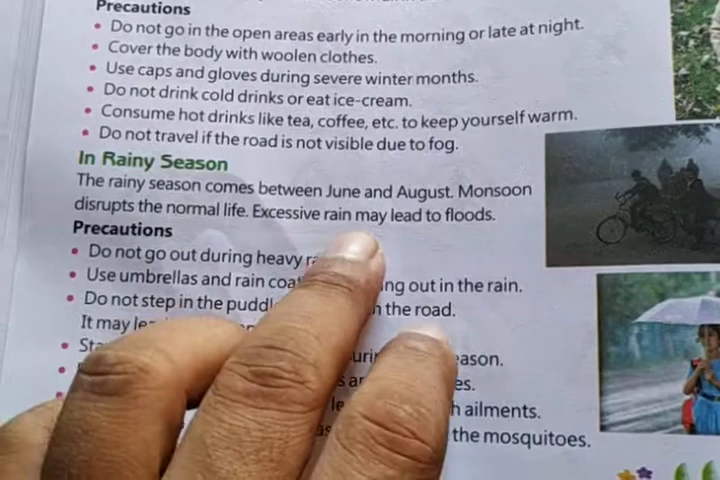 Precautions
• Do not go in the open areas early in the morning or late at night.
• Cover the body with woolen clothes.
• Use caps and gloves during severe winter months.
• Do not drink cold drinks or eat ice-cream.
• Consume hot drinks like tea, coffee, etc. to keep yourself warm.
• Do not travel if the road is not visible due to fog.
In Rainy Season
The rainy season comes between June and August. Monsoon
disrupts the normal life. Excessive rain may lead to floods.
Precautions
• Do not go out during heavy
• Use umbrellas and rain out in the rain.
• Do not step in the the road.
It may
•
•
• ailments.
the mosquitoes.